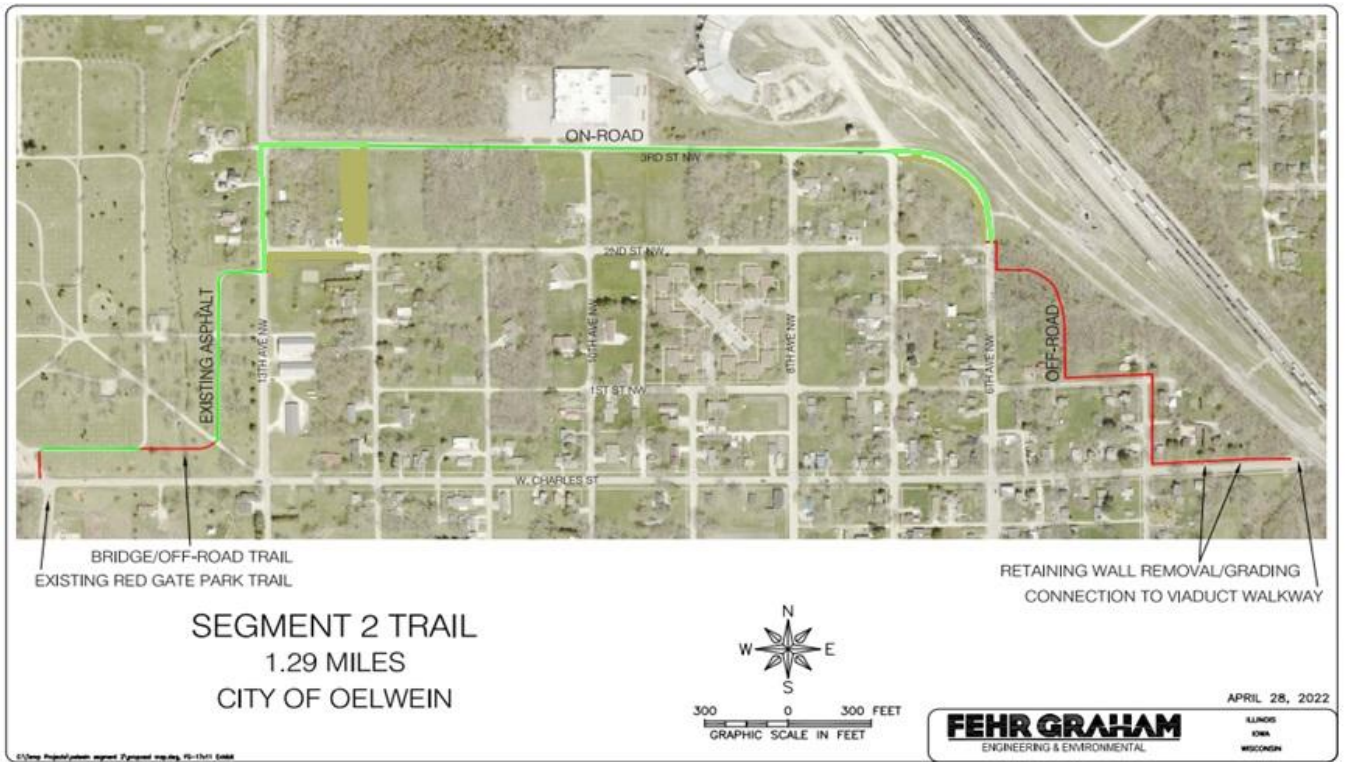 ON-ROAD
3RD ST NW
2ND ST NW
EXISTING ASPHALT
13TH AVE NW
10TH AVE NW
8TH AVE NW
6TH AVE NW
OFF-ROAD
1ST ST NW
W. CHARLES ST
BRIDGE/OFF-ROAD TRAIL
EXISTING RED GATE PARK TRAIL
RETAINING WALL REMOVAL/GRADING
CONNECTION TO VIADUCT WALKWAY
SEGMENT 2 TRAIL
1.29 MILES
CITY OF OELWEIN
N
W E
S
300 0 300 FEET
GRAPHIC SCALE IN FEET
APRIL 28, 2022
FEHR GRAHAM
ENGINEERING & ENVIRONMENTAL
ILLINOIS
IOWA
WISCONSIN